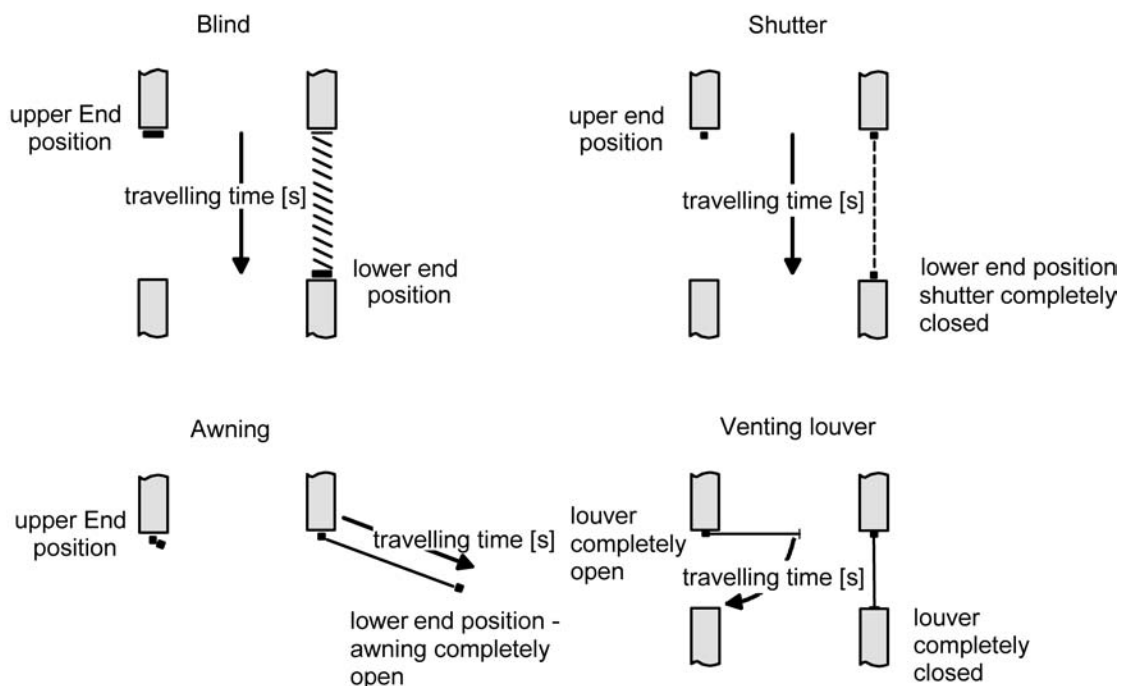 Blind
upper End
position
travelling time [s]
lower end
position
Shutter
uper end
position
travelling time [s]
lower end position
shutter completely
closed
Awning
upper End
position
travelling time [s]
lower end position -
awning completely
open
Venting louver
louver
completely
open
travelling time [s]
louver
completely
closed